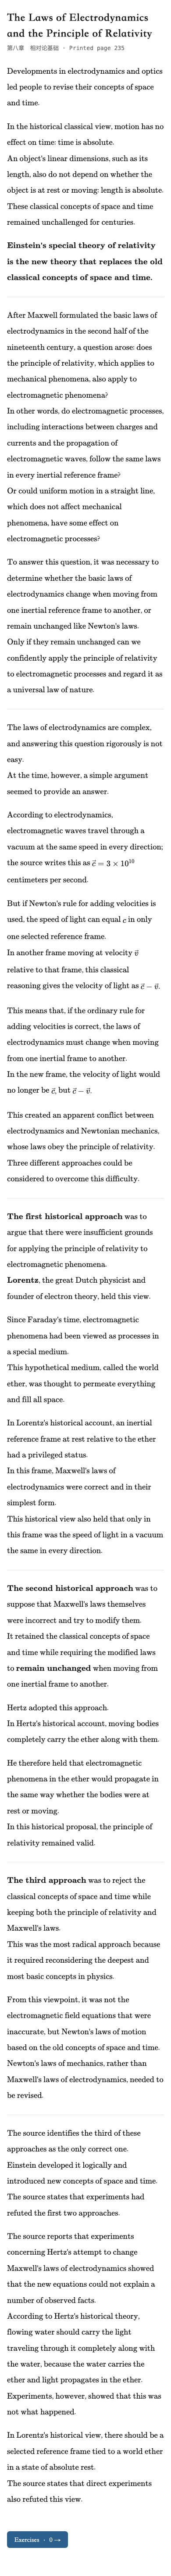 The Laws of Electrodynamics
and the Principle of Relativity
第八章 相对论基础 · Printed page 235
Developments in electrodynamics and optics
led people to revise their concepts of space
and time.
In the historical classical view, motion has no
effect on time: time is absolute.
An object's linear dimensions, such as its
length, also do not depend on whether the
object is at rest or moving: length is absolute.
These classical concepts of space and time
remained unchallenged for centuries.
Einstein's special theory of relativity
is the new theory that replaces the old
classical concepts of space and time.
After Maxwell formulated the basic laws of
electrodynamics in the second half of the
nineteenth century, a question arose: does
the principle of relativity, which applies to
mechanical phenomena, also apply to
electromagnetic phenomena?
In other words, do electromagnetic processes,
including interactions between charges and
currents and the propagation of
electromagnetic waves, follow the same laws
in every inertial reference frame?
Or could uniform motion in a straight line,
which does not affect mechanical
phenomena, have some effect on
electromagnetic processes?
To answer this question, it was necessary to
determine whether the basic laws of
electrodynamics change when moving from
one inertial reference frame to another, or
remain unchanged like Newton's laws.
Only if they remain unchanged can we
confidently apply the principle of relativity
to electromagnetic processes and regard it as
a universal law of nature.
The laws of electrodynamics are complex,
and answering this question rigorously is not
easy.
At the time, however, a simple argument
seemed to provide an answer.
According to electrodynamics,
electromagnetic waves travel through a
vacuum at the same speed in every direction;
the source writes this as c⃗ = 3 × 10¹⁰
centimeters per second.
But if Newton's rule for adding velocities is
used, the speed of light can equal c in only
one selected reference frame.
In another frame moving at velocity v⃗
relative to that frame, this classical
reasoning gives the velocity of light as c⃗ − v⃗.
This means that, if the ordinary rule for
adding velocities is correct, the laws of
electrodynamics must change when moving
from one inertial frame to another.
In the new frame, the velocity of light would
no longer be c⃗, but c⃗ − v⃗.
This created an apparent conflict between
electrodynamics and Newtonian mechanics,
whose laws obey the principle of relativity.
Three different approaches could be
considered to overcome this difficulty.
The first historical approach was to
argue that there were insufficient grounds
for applying the principle of relativity to
electromagnetic phenomena.
Lorentz, the great Dutch physicist and
founder of electron theory, held this view.
Since Faraday's time, electromagnetic
phenomena had been viewed as processes in
a special medium.
This hypothetical medium, called the world
ether, was thought to permeate everything
and fill all space.
In Lorentz's historical account, an inertial
reference frame at rest relative to the ether
had a privileged status.
In this frame, Maxwell's laws of
electrodynamics were correct and in their
simplest form.
This historical view also held that only in
this frame was the speed of light in a vacuum
the same in every direction.
The second historical approach was to
suppose that Maxwell's laws themselves
were incorrect and try to modify them.
It retained the classical concepts of space
and time while requiring the modified laws
to remain unchanged when moving from
one inertial frame to another.
Hertz adopted this approach.
In Hertz's historical account, moving bodies
completely carry the ether along with them.
He therefore held that electromagnetic
phenomena in the ether would propagate in
the same way whether the bodies were at
rest or moving.
In this historical proposal, the principle of
relativity remained valid.
The third approach was to reject the
classical concepts of space and time while
keeping both the principle of relativity and
Maxwell's laws.
This was the most radical approach because
it required reconsidering the deepest and
most basic concepts in physics.
From this viewpoint, it was not the
electromagnetic field equations that were
inaccurate, but Newton's laws of motion
based on the old concepts of space and time.
Newton's laws of mechanics, rather than
Maxwell's laws of electrodynamics, needed to
be revised.
The source identifies the third of these
approaches as the only correct one.
Einstein developed it logically and
introduced new concepts of space and time.
The source states that experiments had
refuted the first two approaches.
The source reports that experiments
concerning Hertz's attempt to change
Maxwell's laws of electrodynamics showed
that the new equations could not explain a
number of observed facts.
According to Hertz's historical theory,
flowing water should carry the light
traveling through it completely along with
the water, because the water carries the
ether and light propagates in the ether.
Experiments, however, showed that this was
not what happened.
In Lorentz's historical view, there should be a
selected reference frame tied to a world ether
in a state of absolute rest.
The source states that direct experiments
also refuted this view.
Exercises · 0 →